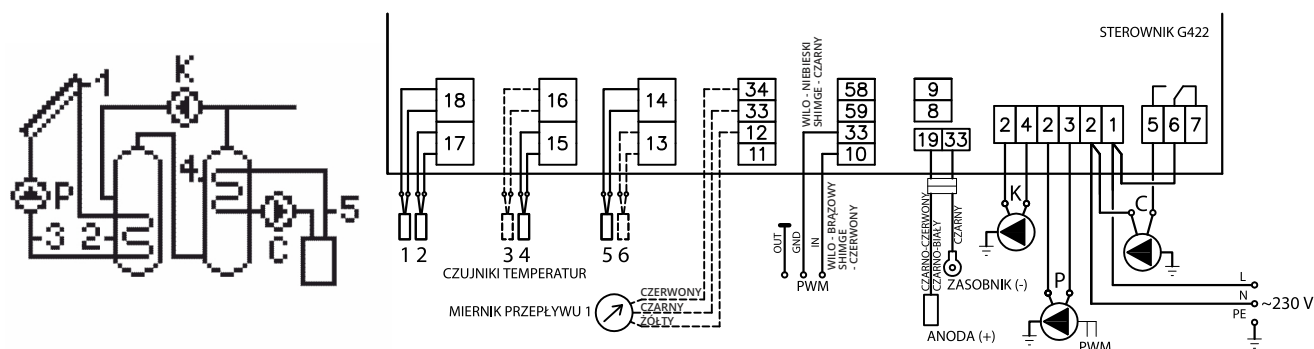 K
1
P
4
5
3
2
C
STEROWNIK G422
18
17
16
15
14
13
34
33
12
11
WILO - NIEBIESKI
SHIMGE - CZARNY
58
59
33
10
9
8
19 33
2 4 2 3 2 1
5 6 7
1 2
3 4
5 6
CZUJNIKI TEMPERATUR
MIERNIK PRZEPŁYWU 1
CZERWONY
CZARNY
ŻÓŁTY
OUT
GND
IN
PWM
WILO - BRĄZOWY
SHIMGE
- CZERWONY
CZARNO-CZERWONY
CZARNO-BIAŁY
CZARNY
ZASOBNIK (-)
ANODA (+)
K
P
PWM
C
L
N
PE
~230 V